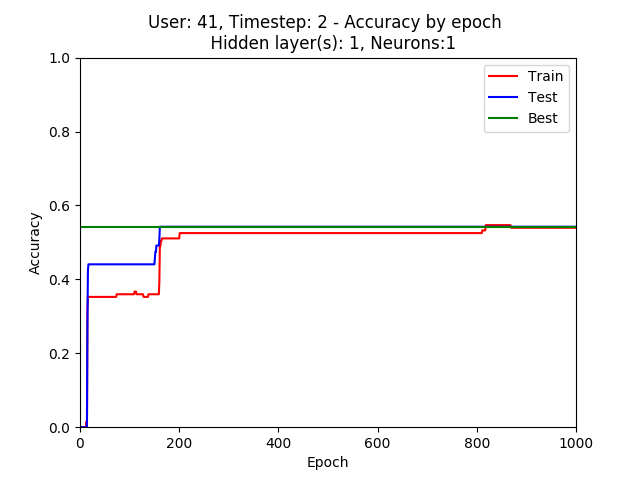 User: 41, Timestep: 2 - Accuracy by epoch
Hidden layer(s): 1, Neurons:1
Train
Test
Best
1.0
0.8
0.6
0.4
0.2
0.0
Accuracy
0 200 400 600 800 1000
Epoch